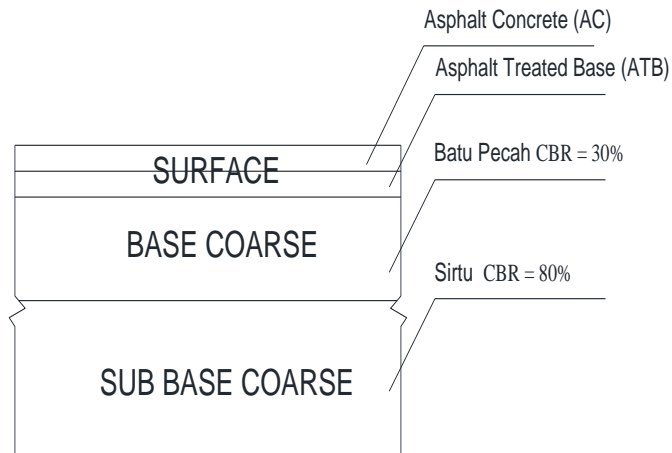 Asphalt Concrete (AC)
Asphalt Treated Base (ATB)
Batu Pecah CBR = 30%
SURFACE
BASE COARSE
Sirtu CBR = 80%
SUB BASE COARSE